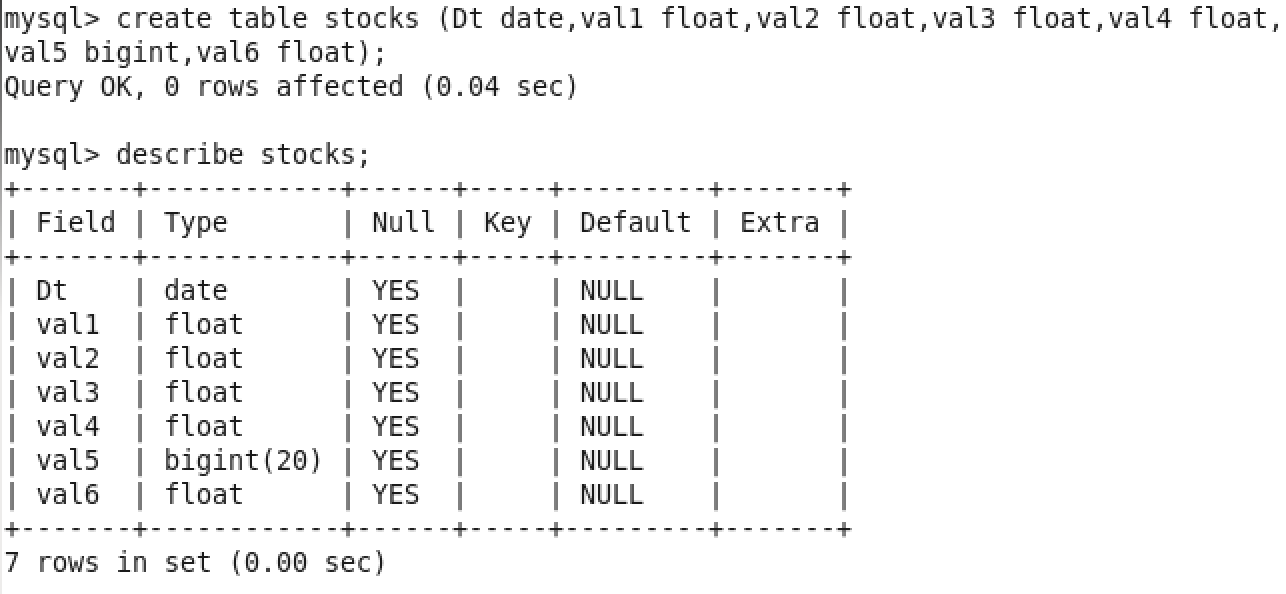 mysql> create table stocks (Dt date,val1 float,val2 float,val3 float,val4 float,
val5 bigint,val6 float);
Query OK, 0 rows affected (0.04 sec)
mysql> describe stocks;
+-------+------------+------+-----+---------+-------+
| Field | Type       | Null | Key | Default | Extra |
+-------+------------+------+-----+---------+-------+
| Dt    | date       | YES  |     | NULL    |       |
| val1  | float      | YES  |     | NULL    |       |
| val2  | float      | YES  |     | NULL    |       |
| val3  | float      | YES  |     | NULL    |       |
| val4  | float      | YES  |     | NULL    |       |
| val5  | bigint(20) | YES  |     | NULL    |       |
| val6  | float      | YES  |     | NULL    |       |
+-------+------------+------+-----+---------+-------+
7 rows in set (0.00 sec)